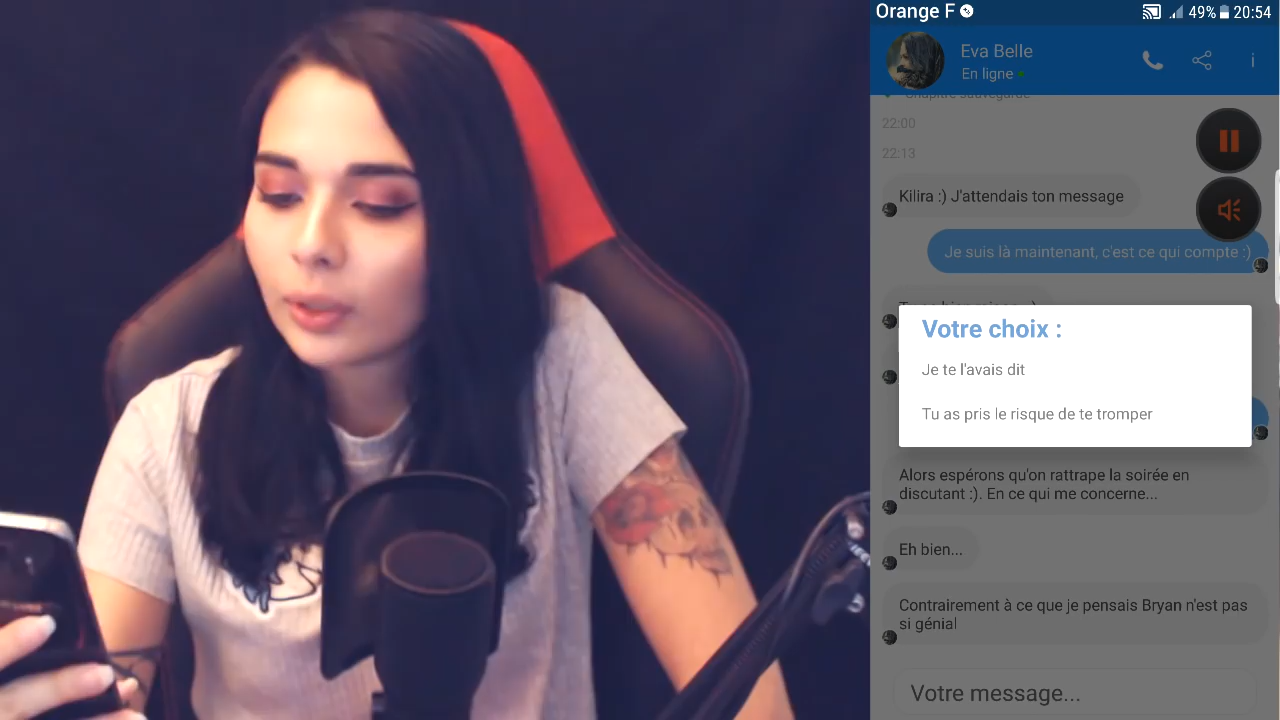 Orange F
49% 20:54
Eva Belle
En ligne
Chapitre sauvegardé
22:00
22:13
Kilira :) J'attendais ton message
Je suis là maintenant, c'est ce qui compte :)
Votre choix :
Je te l'avais dit
Tu as pris le risque de te tromper
Alors espérons qu'on rattrape la soirée en
discutant :). En ce qui me concerne...
Eh bien...
Contrairement à ce que je pensais Bryan n'est pas
si génial
Votre message...